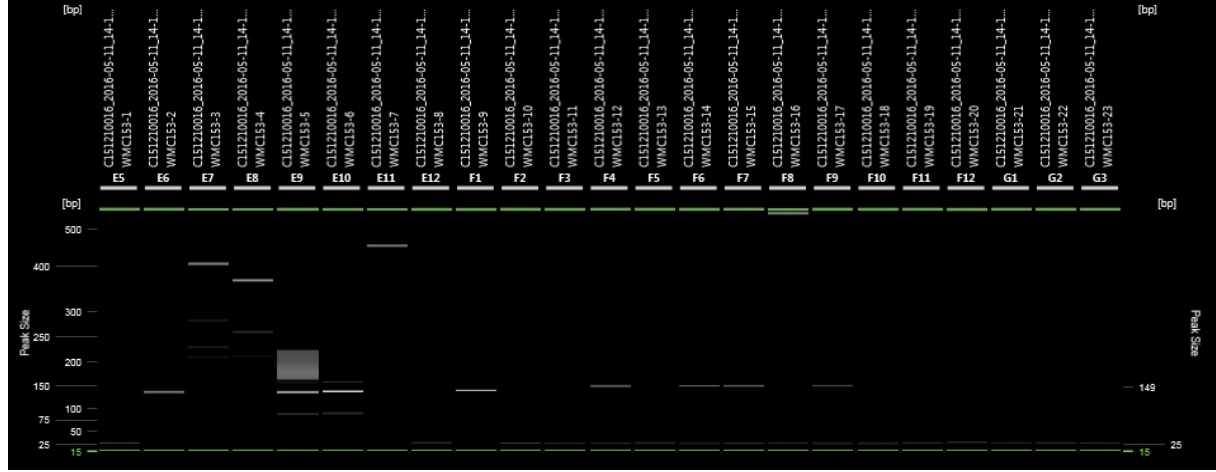 [bp]
[bp]
C151210016_2016-05-11_14-1...
WMC153-1
C151210016_2016-05-11_14-1...
WMC153-2
C151210016_2016-05-11_14-1...
WMC153-3
C151210016_2016-05-11_14-1...
WMC153-4
C151210016_2016-05-11_14-1...
WMC153-5
C151210016_2016-05-11_14-1...
WMC153-6
C151210016_2016-05-11_14-1...
WMC153-7
C151210016_2016-05-11_14-1...
WMC153-8
C151210016_2016-05-11_14-1...
WMC153-9
C151210016_2016-05-11_14-1...
WMC153-10
C151210016_2016-05-11_14-1...
WMC153-11
C151210016_2016-05-11_14-1...
WMC153-12
C151210016_2016-05-11_14-1...
WMC153-13
C151210016_2016-05-11_14-1...
WMC153-14
C151210016_2016-05-11_14-1...
WMC153-15
C151210016_2016-05-11_14-1...
WMC153-16
C151210016_2016-05-11_14-1...
WMC153-17
C151210016_2016-05-11_14-1...
WMC153-18
C151210016_2016-05-11_14-1...
WMC153-19
C151210016_2016-05-11_14-1...
WMC153-20
C151210016_2016-05-11_14-1...
WMC153-21
C151210016_2016-05-11_14-1...
WMC153-22
C151210016_2016-05-11_14-1...
WMC153-23
E5 E6 E7 E8 E9 E10 E11 E12 F1 F2 F3 F4 F5 F6 F7 F8 F9 F10 F11 F12 G1 G2 G3
[bp]
[bp]
500
400
300
250
200
150
100
75
50
25
15
Peak Size
149
25
15
Peak Size